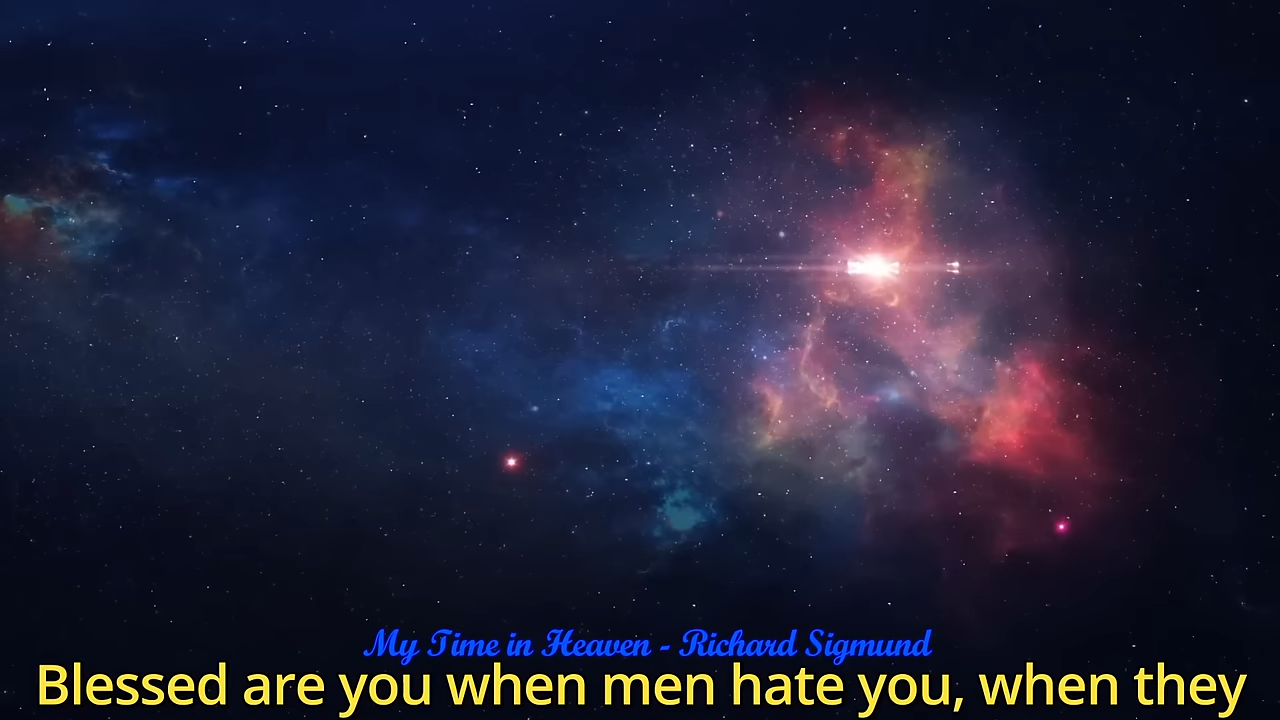 My Time in Heaven - Richard Sigmund
Blessed are you when men hate you, when they